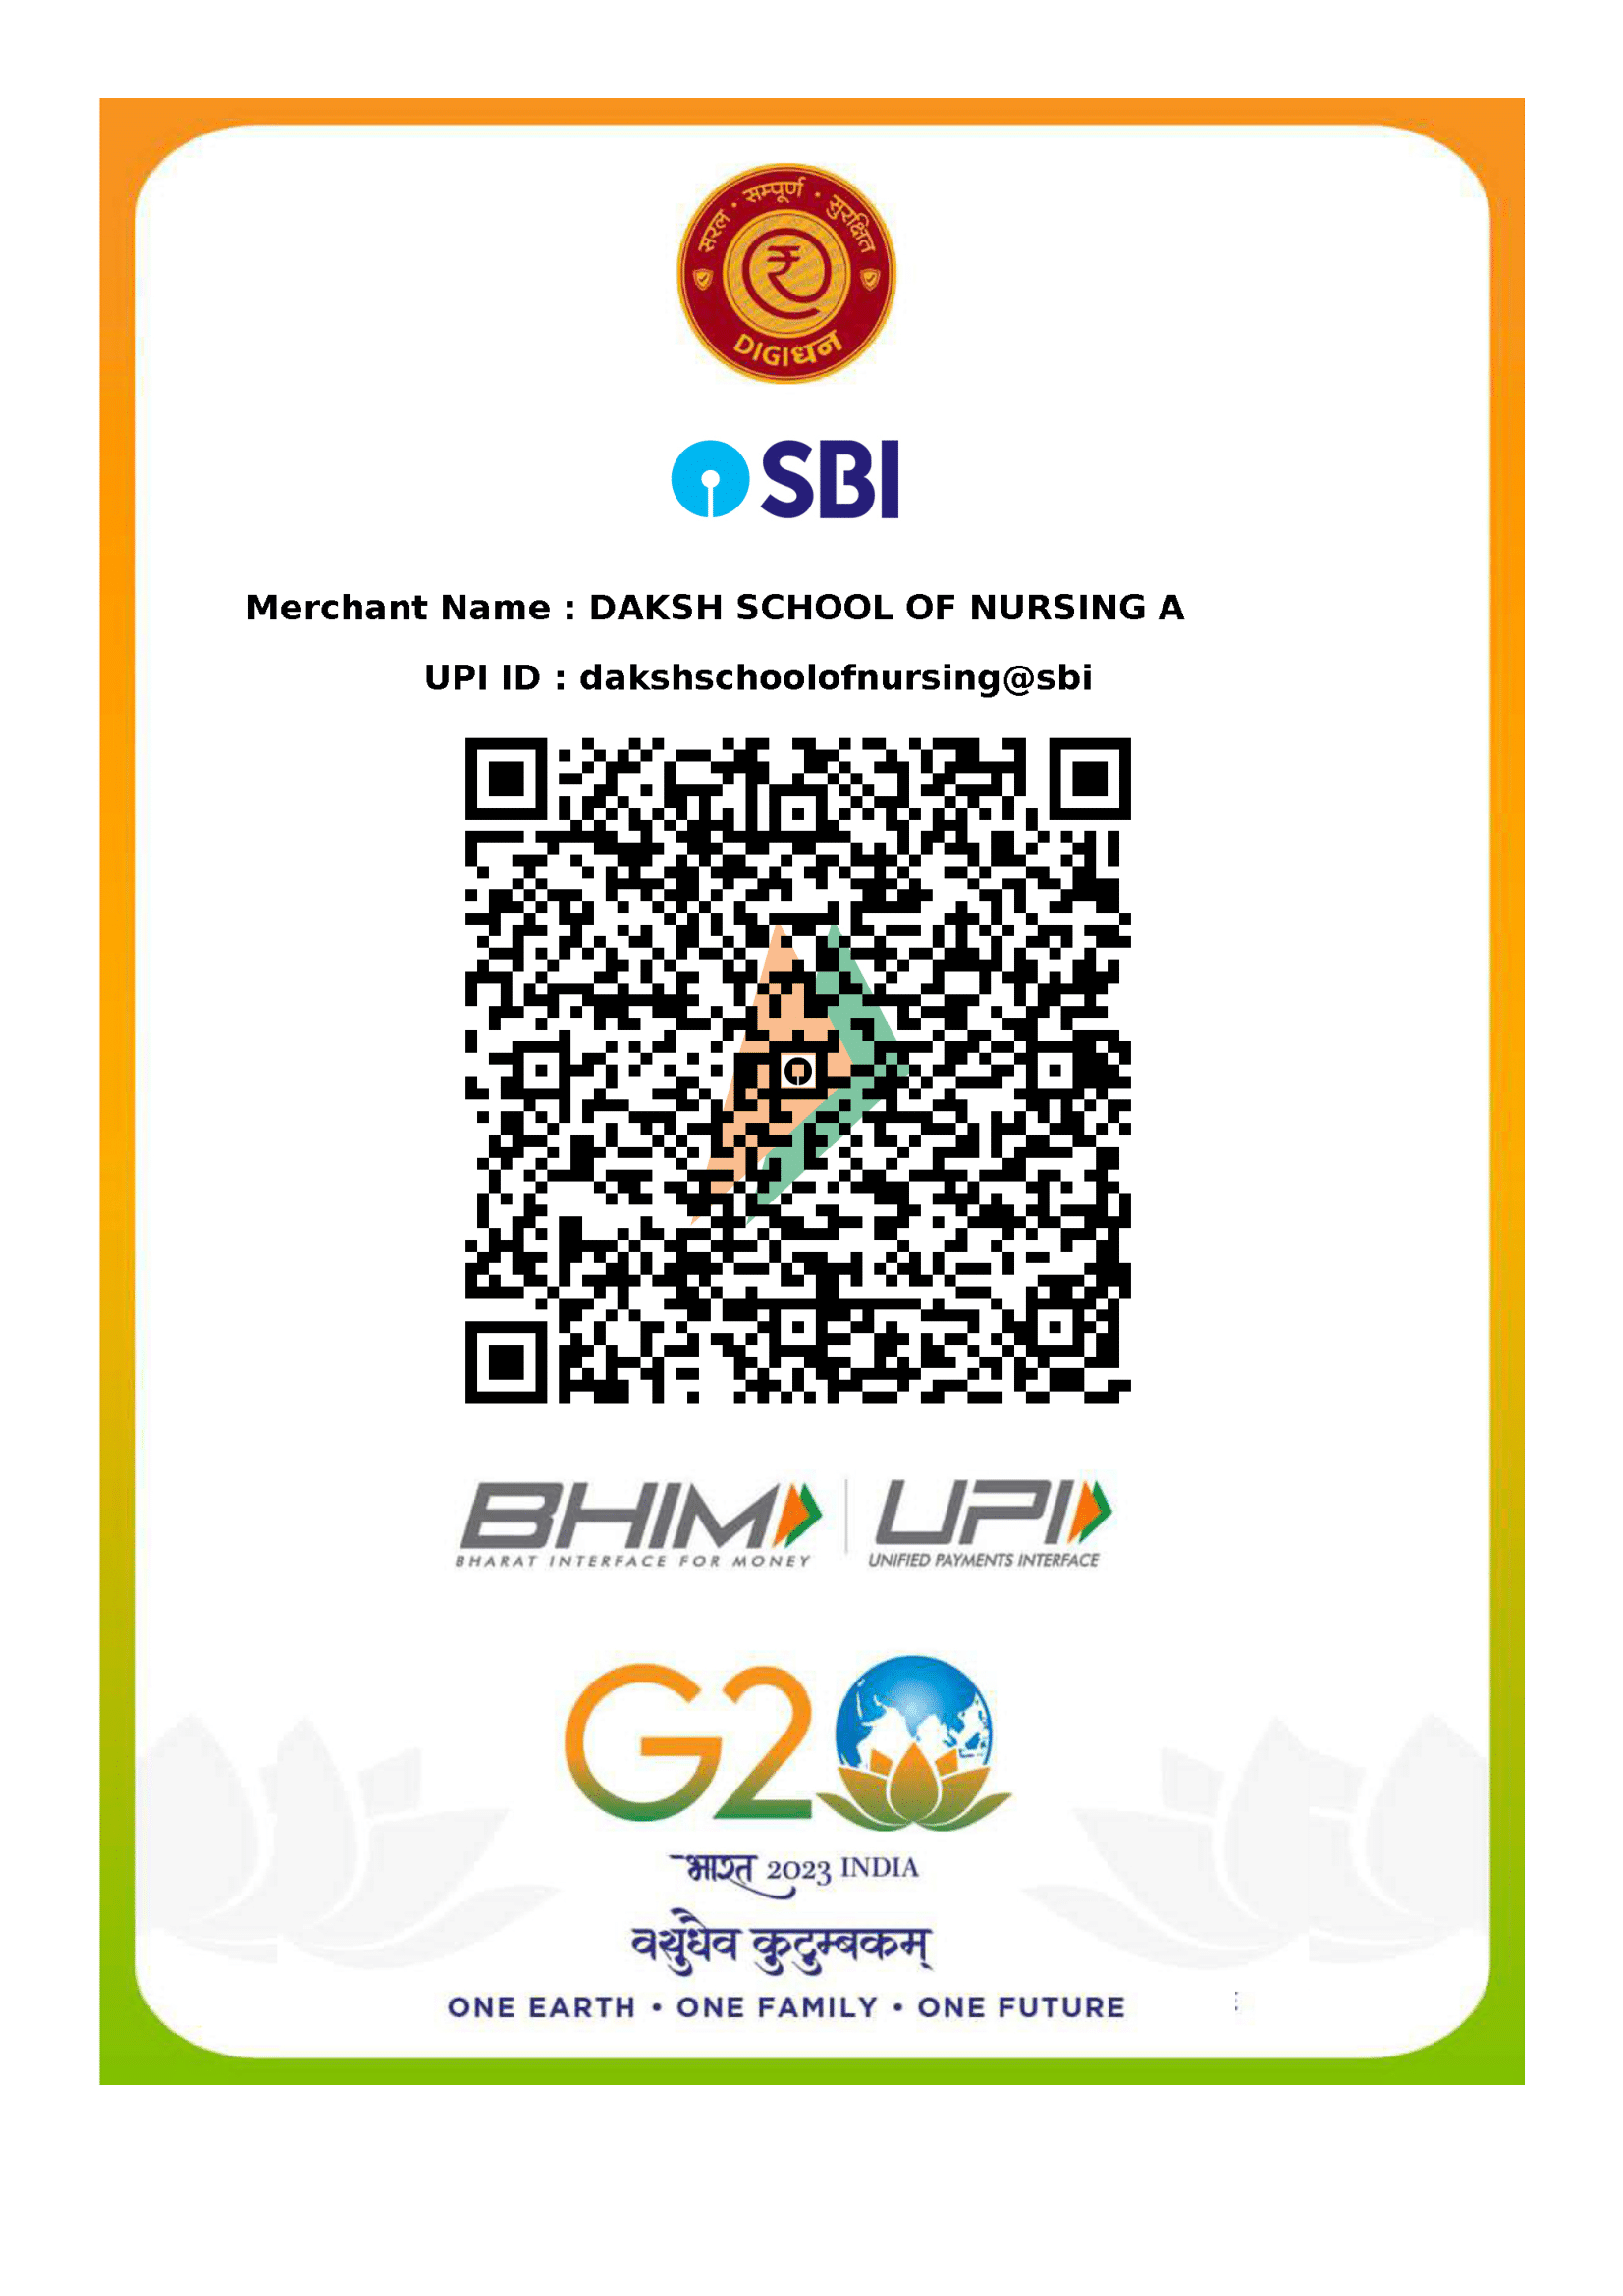 सरल • सम्पूर्ण • सुरक्षित
DIGIधन
SBI
Merchant Name : DAKSH SCHOOL OF NURSING A
UPI ID : dakshschoolofnursing@sbi
BHIM UPI
BHARAT INTERFACE FOR MONEY UNIFIED PAYMENTS INTERFACE
G20
भारत 2023 INDIA
वसुधैव कुटुम्बकम्
ONE EARTH • ONE FAMILY • ONE FUTURE